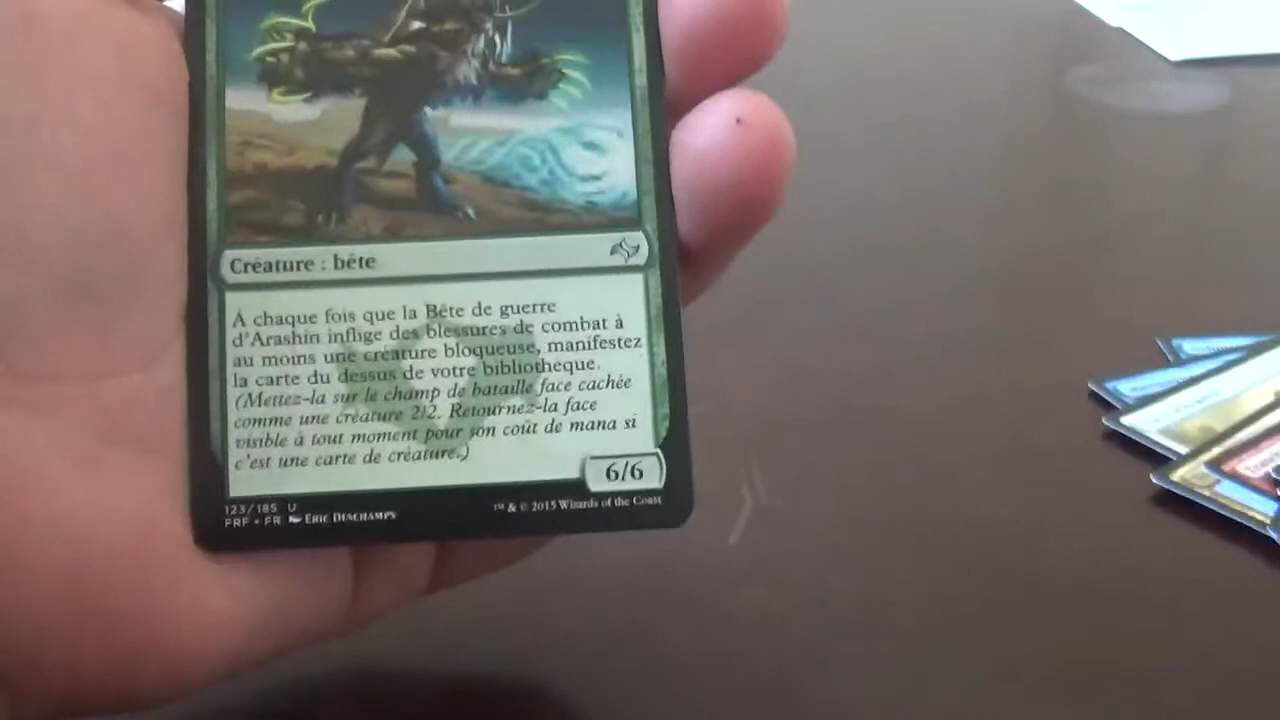 Créature : bête
À chaque fois que la Bête de guerre
d'Arashin inflige des blessures de combat à
au moins une créature bloqueuse, manifestez
la carte du dessus de votre bibliothèque.
(Mettez-la sur le champ de bataille face cachée
comme une créature 2/2. Retournez-la face
visible à tout moment pour son coût de mana si
c'est une carte de créature.)
6/6
123/185 U
FRF • FR Eric Deschamps
™ & © 2015 Wizards of the Coast